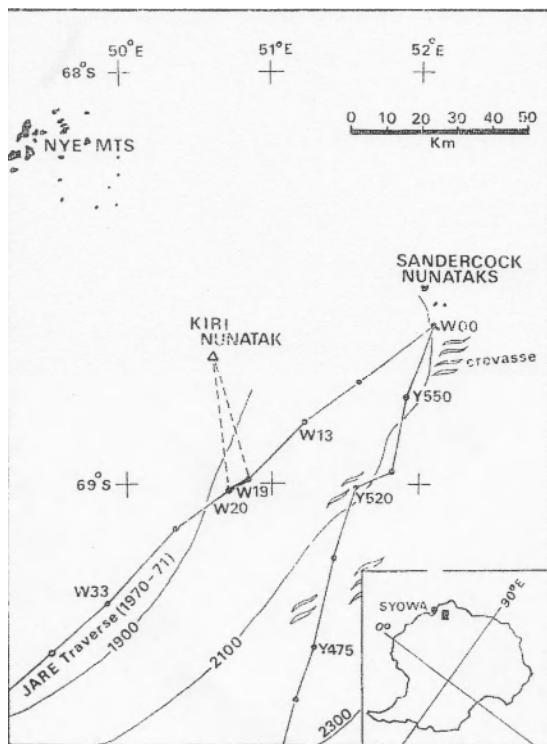 50°E
51°E
52°E
68°S
0 10 20 30 40 50
Km
NYE MTS
SANDERCOCK
NUNATAKS
KIRI
NUNATAK
W00
crevasse
Y550
W13
69°S
W19
W20
Y520
W33
JARE Traverse (1970-71)
1900
2100
Y475
2300
SYOWA
90°E
0°